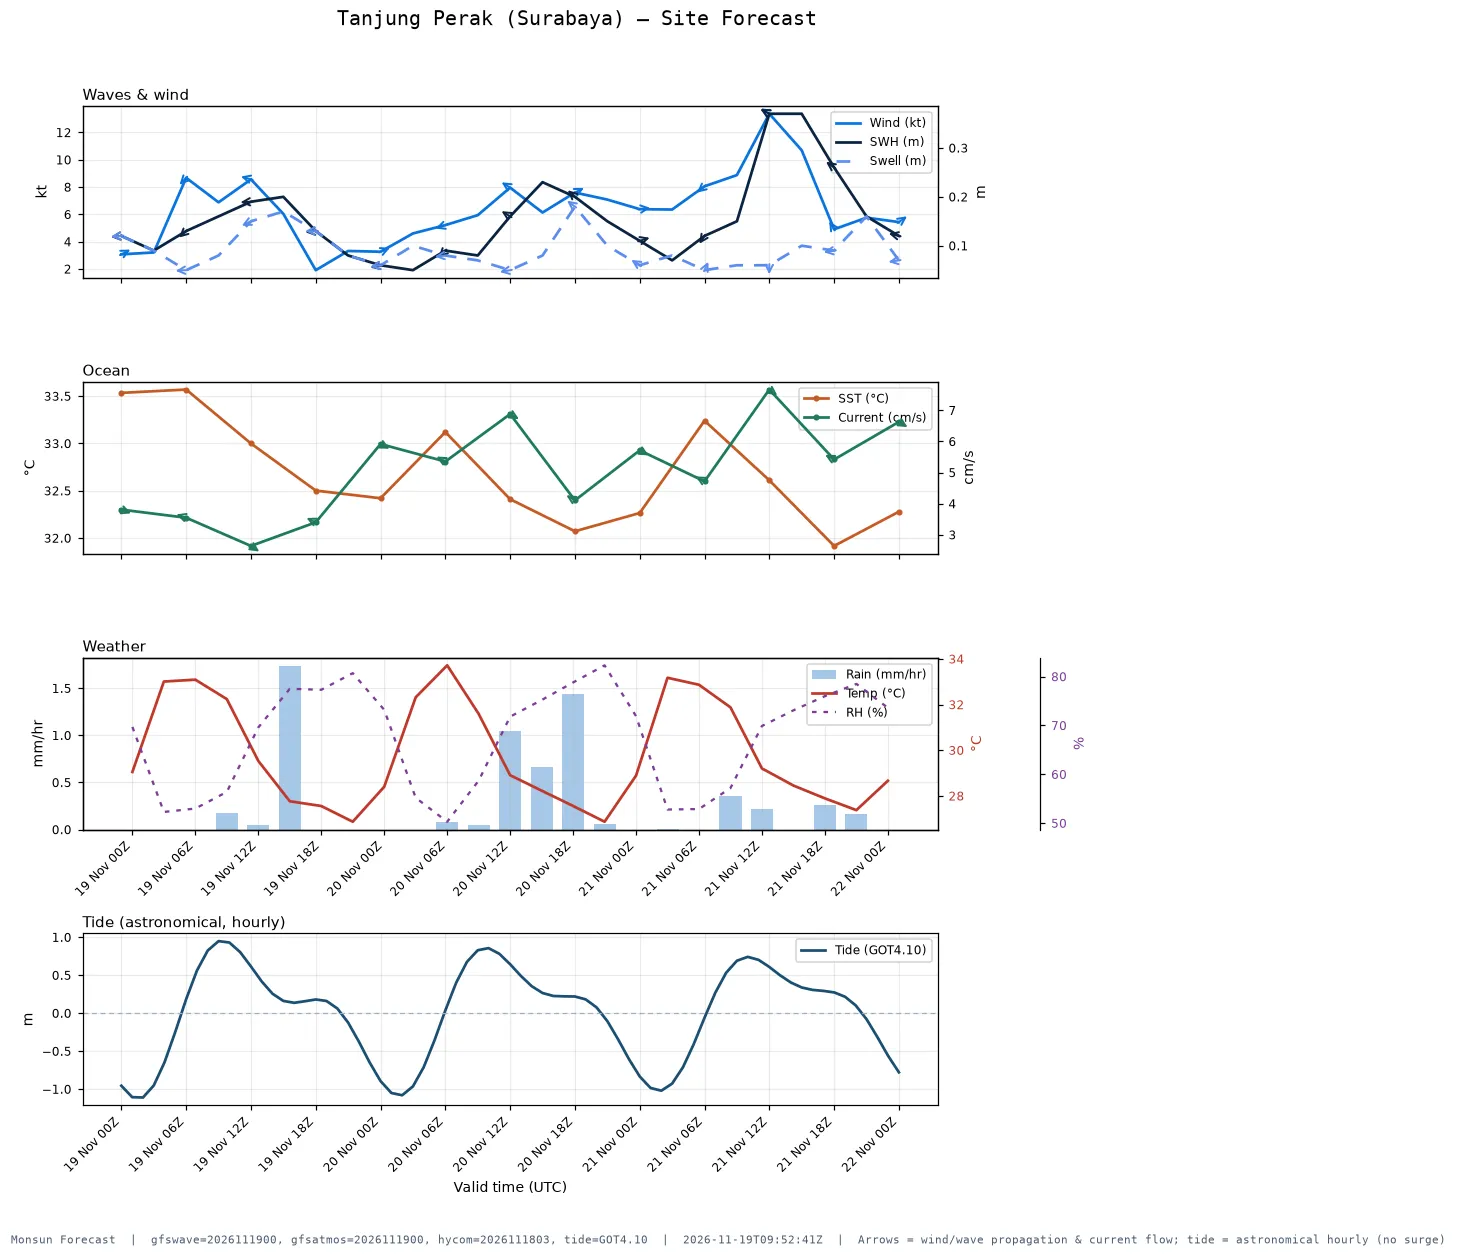 Tanjung Perak (Surabaya) — Site Forecast
Waves & wind
12
10
8
6
4
2
kt
0.3
0.2
0.1
m
Wind (kt)
SWH (m)
Swell (m)
Ocean
33.5
33.0
32.5
32.0
°C
7
6
5
4
3
cm/s
SST (°C)
Current (cm/s)
Weather
1.5
1.0
0.5
0.0
mm/hr
34
32
30
28
°C
80
70
60
50
%
Rain (mm/hr)
Temp (°C)
RH (%)
19 Nov 00Z
19 Nov 06Z
19 Nov 12Z
19 Nov 18Z
20 Nov 00Z
20 Nov 06Z
20 Nov 12Z
20 Nov 18Z
21 Nov 00Z
21 Nov 06Z
21 Nov 12Z
21 Nov 18Z
22 Nov 00Z
Tide (astronomical, hourly)
1.0
0.5
0.0
−0.5
−1.0
m
Tide (GOT4.10)
19 Nov 00Z
19 Nov 06Z
19 Nov 12Z
19 Nov 18Z
20 Nov 00Z
20 Nov 06Z
20 Nov 12Z
20 Nov 18Z
21 Nov 00Z
21 Nov 06Z
21 Nov 12Z
21 Nov 18Z
22 Nov 00Z
Valid time (UTC)
Monsun Forecast | gfswave=2026111900, gfsatmos=2026111900, hycom=2026111803, tide=GOT4.10 | 2026-11-19T09:52:41Z | Arrows = wind/wave propagation & current flow; tide = astronomical hourly (no surge)